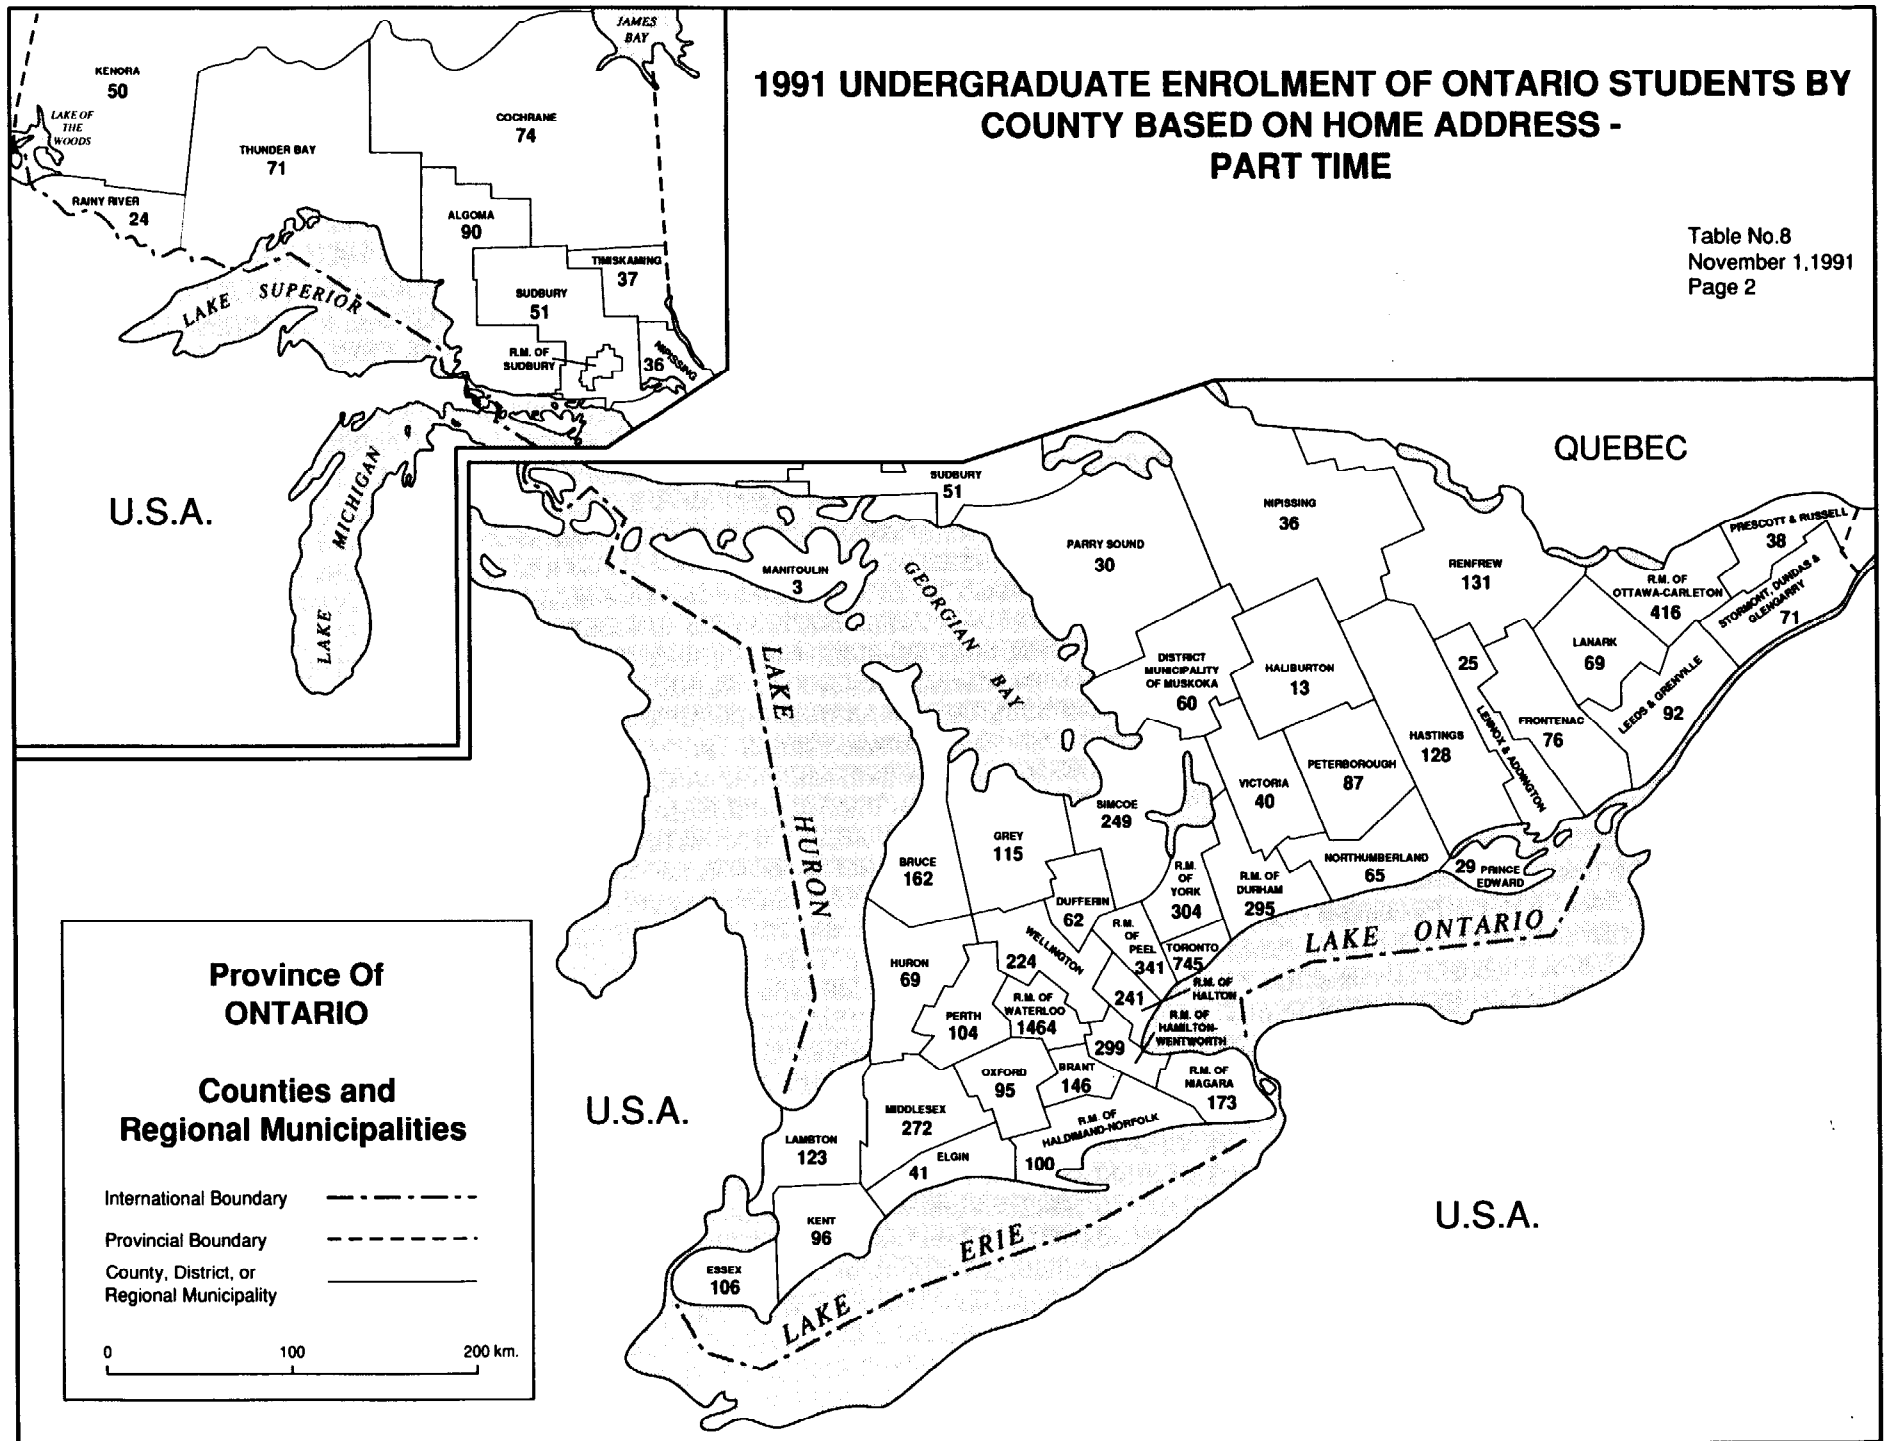 1991 UNDERGRADUATE ENROLMENT OF ONTARIO STUDENTS BY
COUNTY BASED ON HOME ADDRESS -
PART TIME
Table No.8
November 1,1991
Page 2
JAMES
BAY
KENORA
50
LAKE OF
THE
WOODS
COCHRANE
74
THUNDER BAY
71
RAINY RIVER
24
ALGOMA
90
TIMISKAMING
37
SUDBURY
51
R.M. OF
SUDBURY
NIPISSING
36
LAKE SUPERIOR
LAKE MICHIGAN
U.S.A.
QUEBEC
SUDBURY
51
NIPISSING
36
PARRY SOUND
30
MANITOULIN
3
GEORGIAN
BAY
RENFREW
131
PRESCOTT & RUSSELL
38
R.M. OF
OTTAWA-CARLETON
416
STORMONT, DUNDAS &
GLENGARRY
71
LANARK
69
LEEDS & GRENVILLE
92
DISTRICT
MUNICIPALITY
OF MUSKOKA
60
HALIBURTON
13
25
LENNOX & ADDINGTON
FRONTENAC
76
HASTINGS
128
PETERBOROUGH
87
VICTORIA
40
SIMCOE
249
LAKE HURON
GREY
115
BRUCE
162
NORTHUMBERLAND
65
29 PRINCE
EDWARD
R.M.
OF
YORK
304
R.M. OF
DURHAM
295
DUFFERIN
62
R.M.
OF
PEEL
341
TORONTO
745
LAKE ONTARIO
WELLINGTON
224
HURON
69
241
R.M. OF
HALTON
R.M. OF
WATERLOO
1464
PERTH
104
R.M. OF
HAMILTON-
WENTWORTH
299
BRANT
146
OXFORD
95
R.M. OF
NIAGARA
173
MIDDLESEX
272
R.M. OF
HALDIMAND-NORFOLK
100
LAMBTON
123
ELGIN
41
KENT
96
ESSEX
106
LAKE ERIE
U.S.A.
U.S.A.
Province Of
ONTARIO
Counties and
Regional Municipalities
International Boundary
Provincial Boundary
County, District, or
Regional Municipality
0 100 200 km.